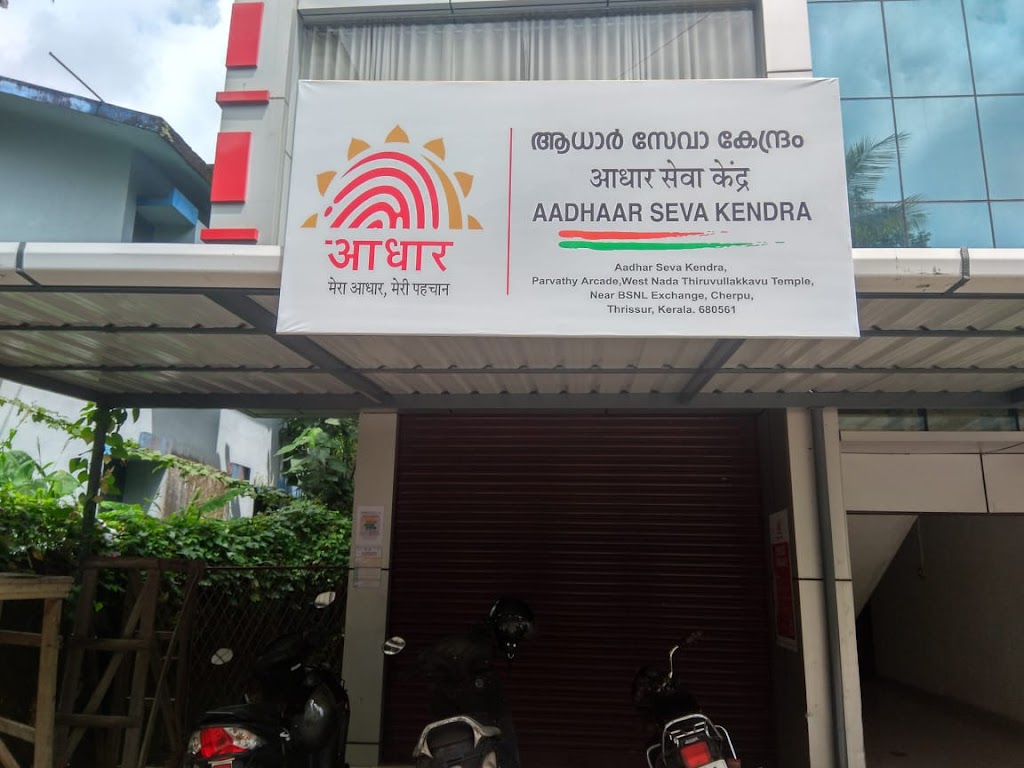 आधार
मेरा आधार, मेरी पहचान
ആധാർ സേവാ കേന്ദ്രം
आधार सेवा केंद्र
AADHAAR SEVA KENDRA
Aadhar Seva Kendra,
Parvathy Arcade,West Nada Thiruvullakkavu Temple,
Near BSNL Exchange, Cherpu,
Thrissur, Kerala. 680561